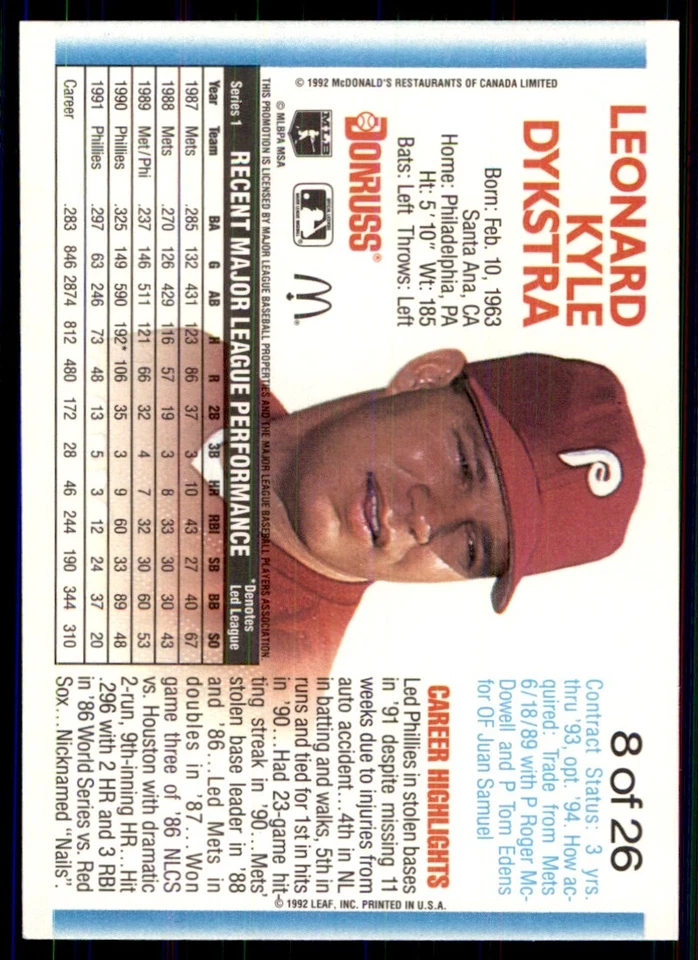 LEONARD
KYLE
DYKSTRA
Born: Feb. 10, 1963
Santa Ana, CA
Home: Philadelphia, PA
Ht: 5' 10" Wt: 185
Bats: Left Throws: Left
DONRUSS®
© 1992 McDONALD'S RESTAURANTS OF CANADA LIMITED
MLB
© MLBPA MSA
P
8 of 26
Contract Status: 3 yrs.
thru '93, opt. '94. How ac-
quired: Trade from Mets
6/18/89 with P Roger Mc-
Dowell and P Tom Edens
for OF Juan Samuel
CAREER HIGHLIGHTS
Led Phillies in stolen bases
in '91 despite missing 11
weeks due to injuries from
auto accident... 4th in NL
in batting and walks, 5th in
runs and tied for 1st in hits
in '90... Had 23-game hit-
ting streak in '90... Mets'
stolen base leader in '88
and 86... Led Mets in
doubles in '87... Won
game three of '86 NLCS
vs. Houston with dramatic
2-run, 9th-inning HR... Hit
.296 with 2 HR and 3 RBI
in '86 World Series vs. Red
Sox... Nicknamed "Nails".
© 1992 LEAF, INC. PRINTED IN U.S.A.
THIS PROMOTION IS LICENSED BY MAJOR LEAGUE BASEBALL PROPERTIES AND THE MAJOR LEAGUE BASEBALL PLAYERS ASSOCIATION.
Series 1 RECENT MAJOR LEAGUE PERFORMANCE *Denotes
Led League
Year Team BA G AB H R 2B 3B HR RBI SB BB SO
1987 Mets .285 132 431 123 86 37 3 10 43 27 40 67
1988 Mets .270 126 429 116 57 19 3 8 33 30 30 43
1989 Met/Phi .237 146 511 121 66 32 4 7 32 30 60 53
1990 Phillies .325 149 590 192* 106 35 3 9 60 33 89 48
1991 Phillies .297 63 246 73 48 13 5 3 12 24 37 20
Career .283 846 2874 812 480 172 28 46 244 190 344 310